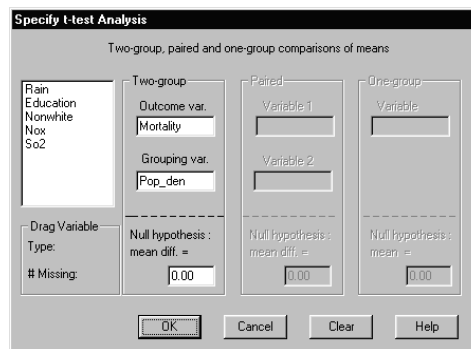 Specify t-test Analysis
Two-group, paired and one-group comparisons of means
Rain
Education
Nonwhite
Nox
So2
Drag Variable
Type:
# Missing:
Two-group
Outcome var.
Mortality
Grouping var.
Pop_den
Null hypothesis :
mean diff. =
0.00
Paired
Variable 1
Variable 2
Null hypothesis :
mean diff. =
0.00
One-group
Variable
Null hypothesis :
mean =
0.00
OK
Cancel
Clear
Help